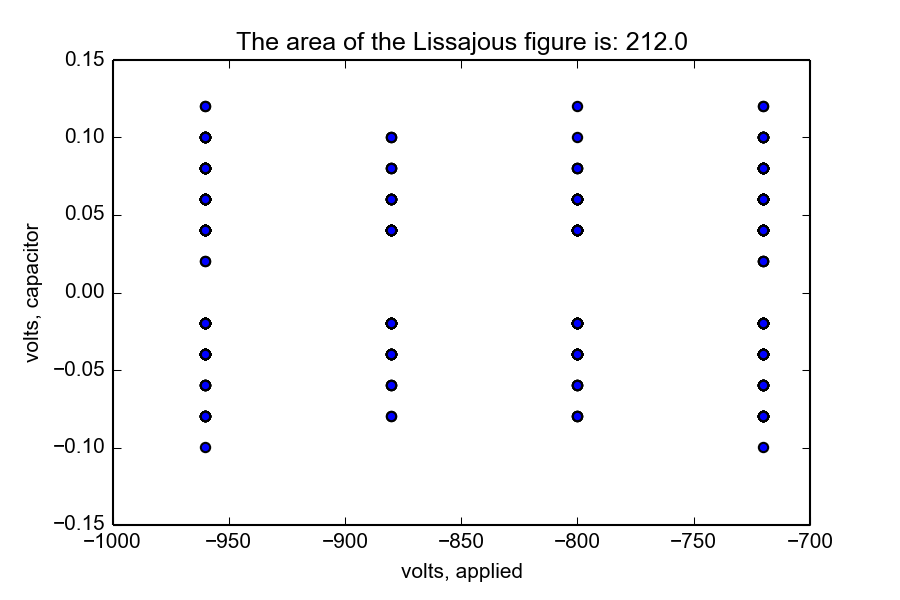 The area of the Lissajous figure is: 212.0
0.15
0.10
0.05
0.00
−0.05
−0.10
−0.15
volts, capacitor
−1000 −950 −900 −850 −800 −750 −700
volts, applied